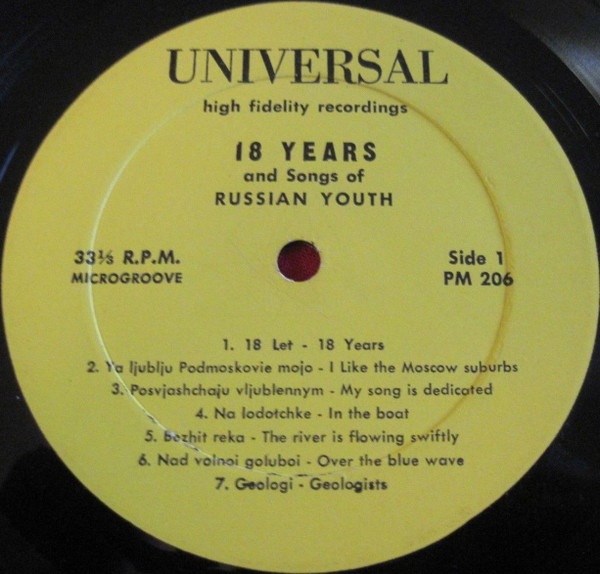 UNIVERSAL
high fidelity recordings
18 YEARS
and Songs of
RUSSIAN YOUTH
33⅓ R.P.M.
MICROGROOVE
Side 1
PM 206
1. 18 Let - 18 Years
2. Ya ljublju Podmoskovie mojo - I Like the Moscow suburbs
3. Posvjashchaju vljublennym - My song is dedicated
4. Na lodotchke - In the boat
5. Bezhit reka - The river is flowing swiftly
6. Nad volnoi goluboi - Over the blue wave
7. Geologi - Geologists